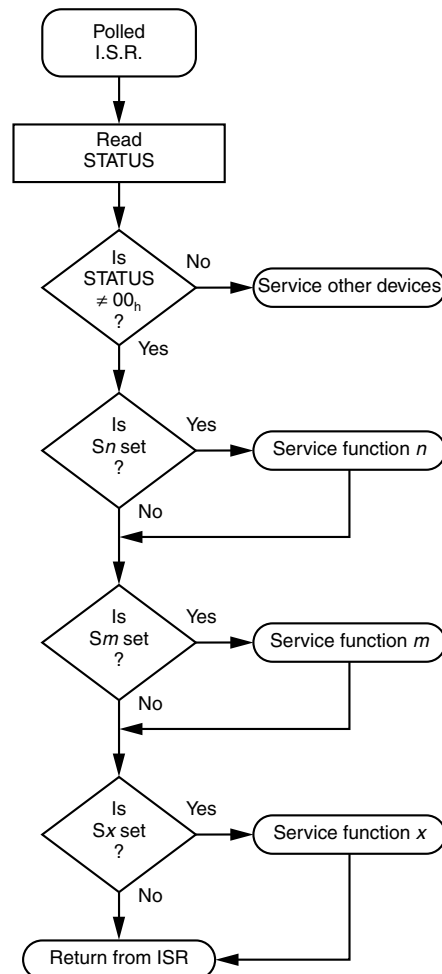 Polled
I.S.R.
Read
STATUS
Is
STATUS
≠ 00h
?
No
Service other devices
Yes
Is
Sn set
?
Yes
Service function n
No
Is
Sm set
?
Yes
Service function m
No
Is
Sx set
?
Yes
Service function x
No
Return from ISR